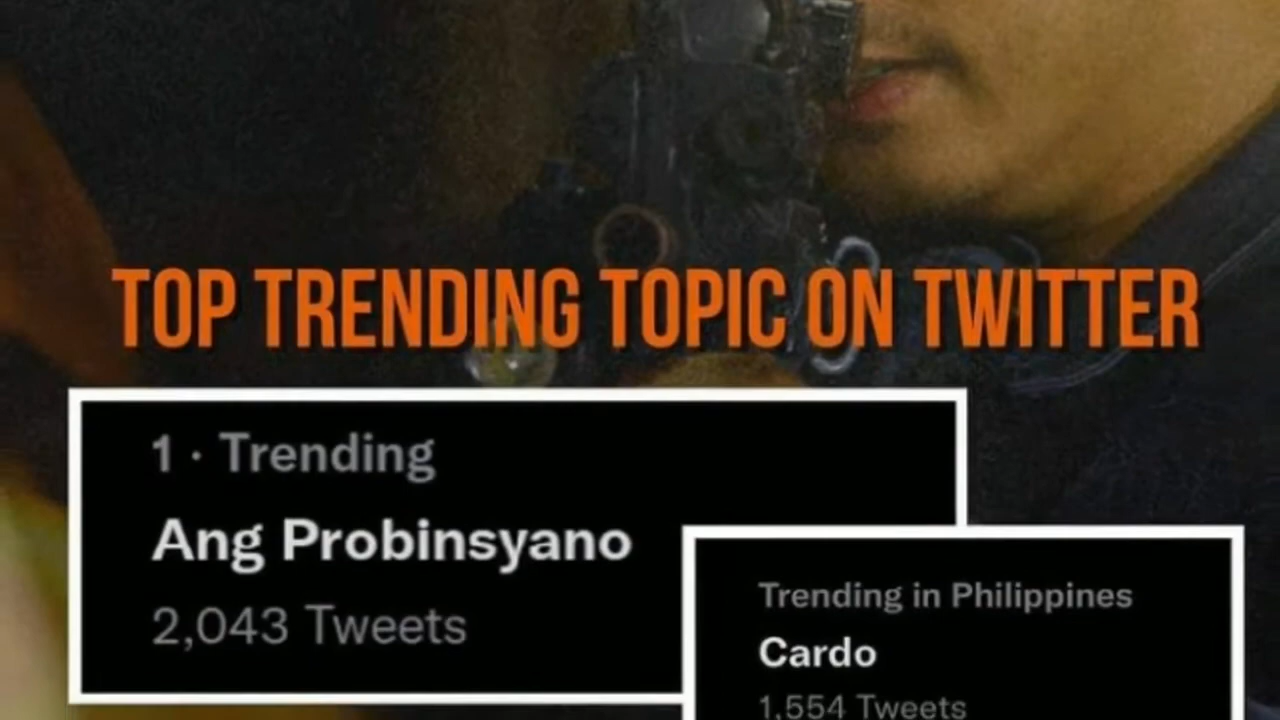 TOP TRENDING TOPIC ON TWITTER
1 · Trending
Ang Probinsyano
2,043 Tweets
Trending in Philippines
Cardo
1,554 Tweets